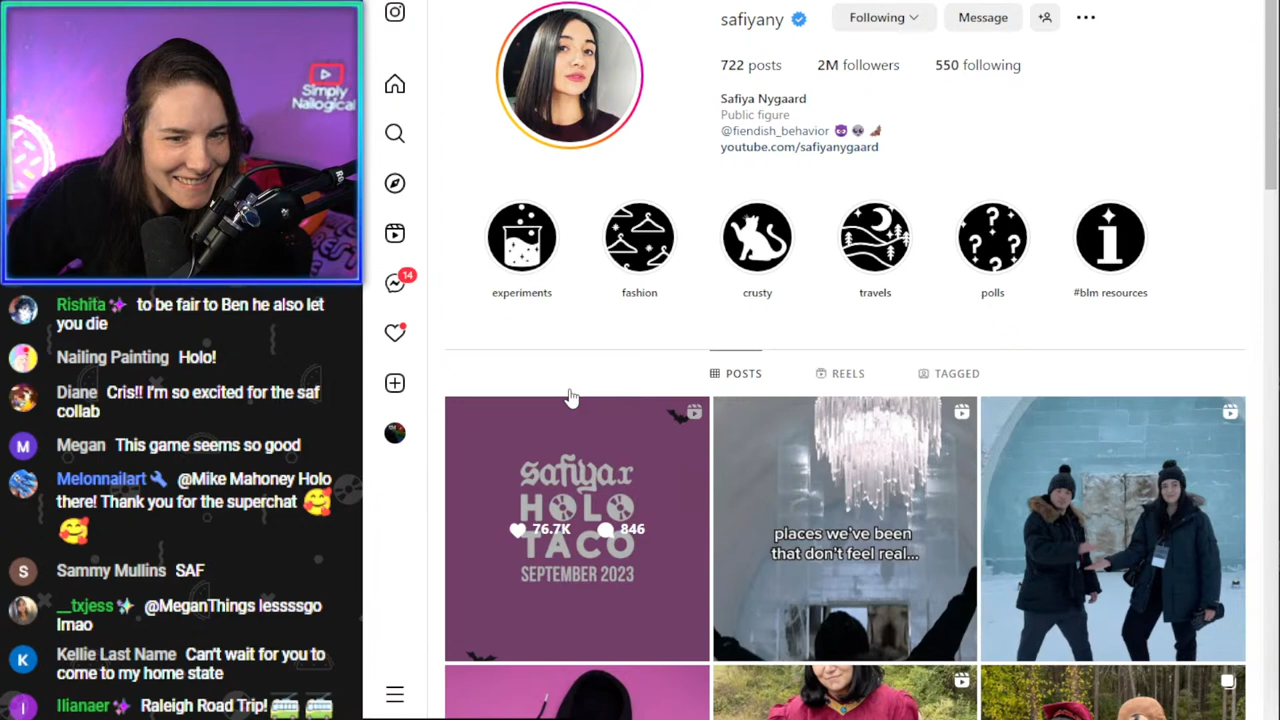 Simply
Nailogical
Rishita to be fair to Ben he also let
you die
Nailing Painting Holo!
Diane Cris!! I'm so excited for the saf
collab
M
Megan This game seems so good
Melonnailart @Mike Mahoney Holo
there! Thank you for the superchat
S
Sammy Mullins SAF
__txjess @MeganThings lessssgo
lmao
K
Kellie Last Name Can't wait for you to
come to my home state
I
Ilianaer Raleigh Road Trip!
14
safiyany
Following
Message
722 posts
2M followers
550 following
Safiya Nygaard
Public figure
@fiendish_behavior
youtube.com/safiyanygaard
experiments
fashion
crusty
travels
polls
#blm resources
POSTS
REELS
TAGGED
safiya x
HOLO
76.7K
846
TACO
SEPTEMBER 2023
places we've been
that don't feel real...